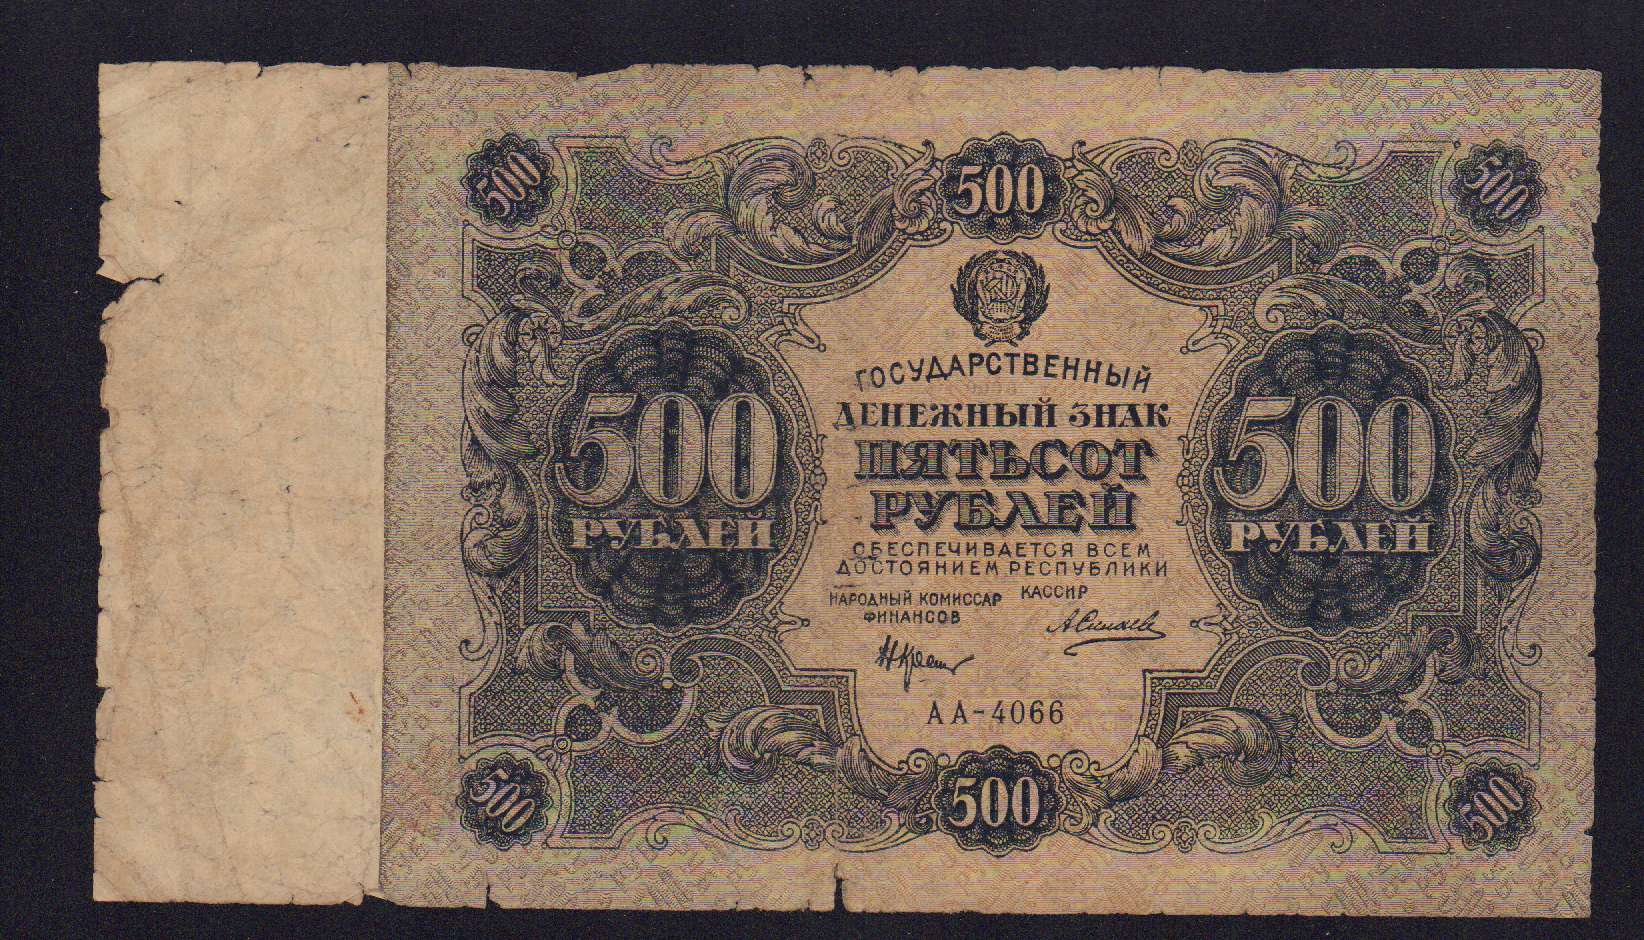 500 500 500
ГОСУДАРСТВЕННЫЙ
ДЕНЕЖНЫЙ ЗНАК
ПЯТЬСОТ
РУБЛЕЙ
500
РУБЛЕЙ
500
РУБЛЕЙ
ОБЕСПЕЧИВАЕТСЯ ВСЕМ
ДОСТОЯНИЕМ РЕСПУБЛИКИ
НАРОДНЫЙ КОМИССАР
ФИНАНСОВ
КАССИР
АА-4066
500 500 500